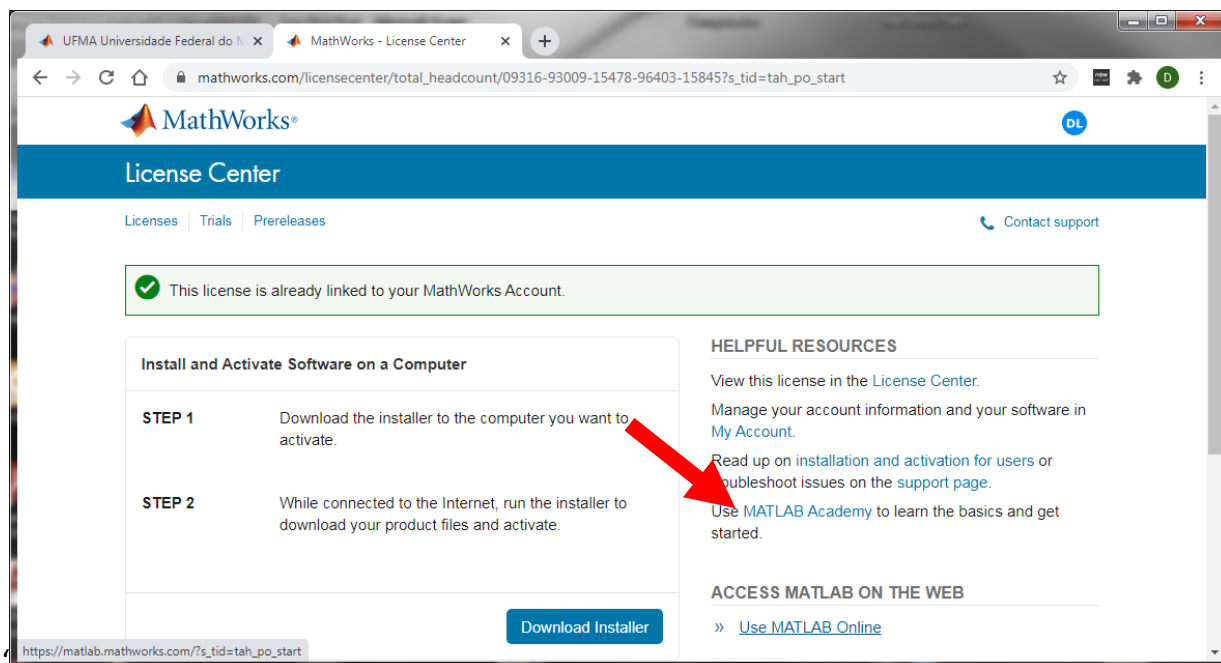 UFMA Universidade Federal do M
MathWorks - License Center
mathworks.com/licensecenter/total_headcount/09316-93009-15478-96403-15845?s_tid=tah_po_start
new
D
MathWorks®
DL
License Center
Licenses
Trials
Prereleases
Contact support
This license is already linked to your MathWorks Account.
Install and Activate Software on a Computer
STEP 1
Download the installer to the computer you want to
activate.
STEP 2
While connected to the Internet, run the installer to
download your product files and activate.
Download Installer
HELPFUL RESOURCES
View this license in the License Center.
Manage your account information and your software in
My Account.
Read up on installation and activation for users or
oubleshoot issues on the support page.
Use MATLAB Academy to learn the basics and get
started.
ACCESS MATLAB ON THE WEB
» Use MATLAB Online
https://matlab.mathworks.com/?s_tid=tah_po_start